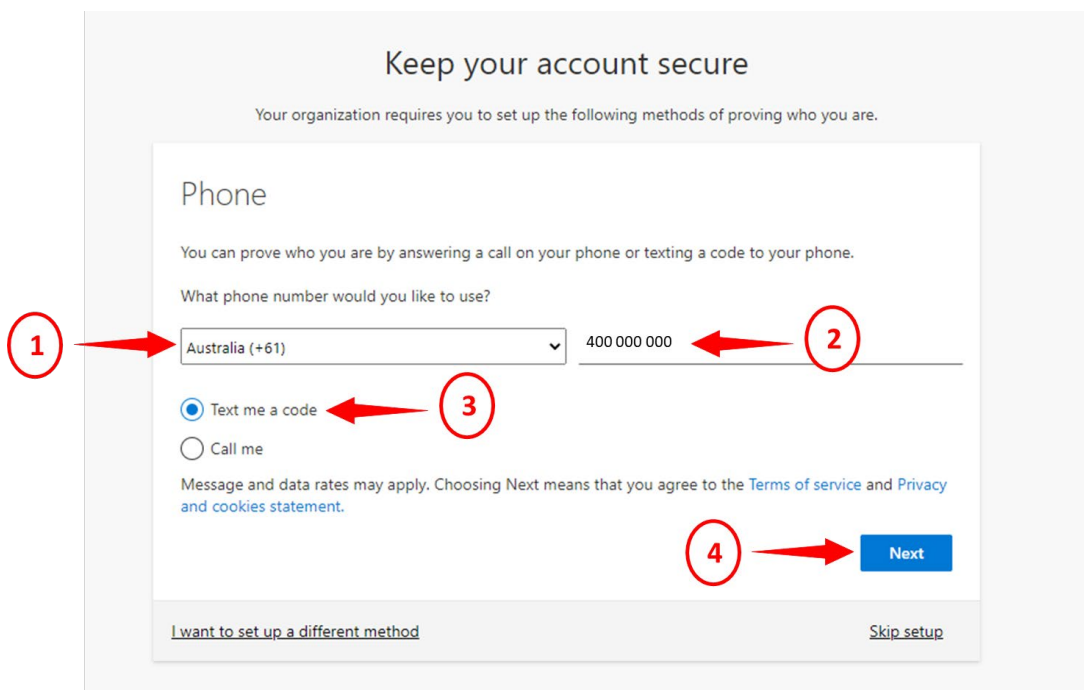 Keep your account secure
Your organization requires you to set up the following methods of proving who you are.
Phone
You can prove who you are by answering a call on your phone or texting a code to your phone.
What phone number would you like to use?
1
Australia (+61)
400 000 000
2
Text me a code
3
Call me
Message and data rates may apply. Choosing Next means that you agree to the Terms of service and Privacy
and cookies statement.
4
Next
I want to set up a different method
Skip setup